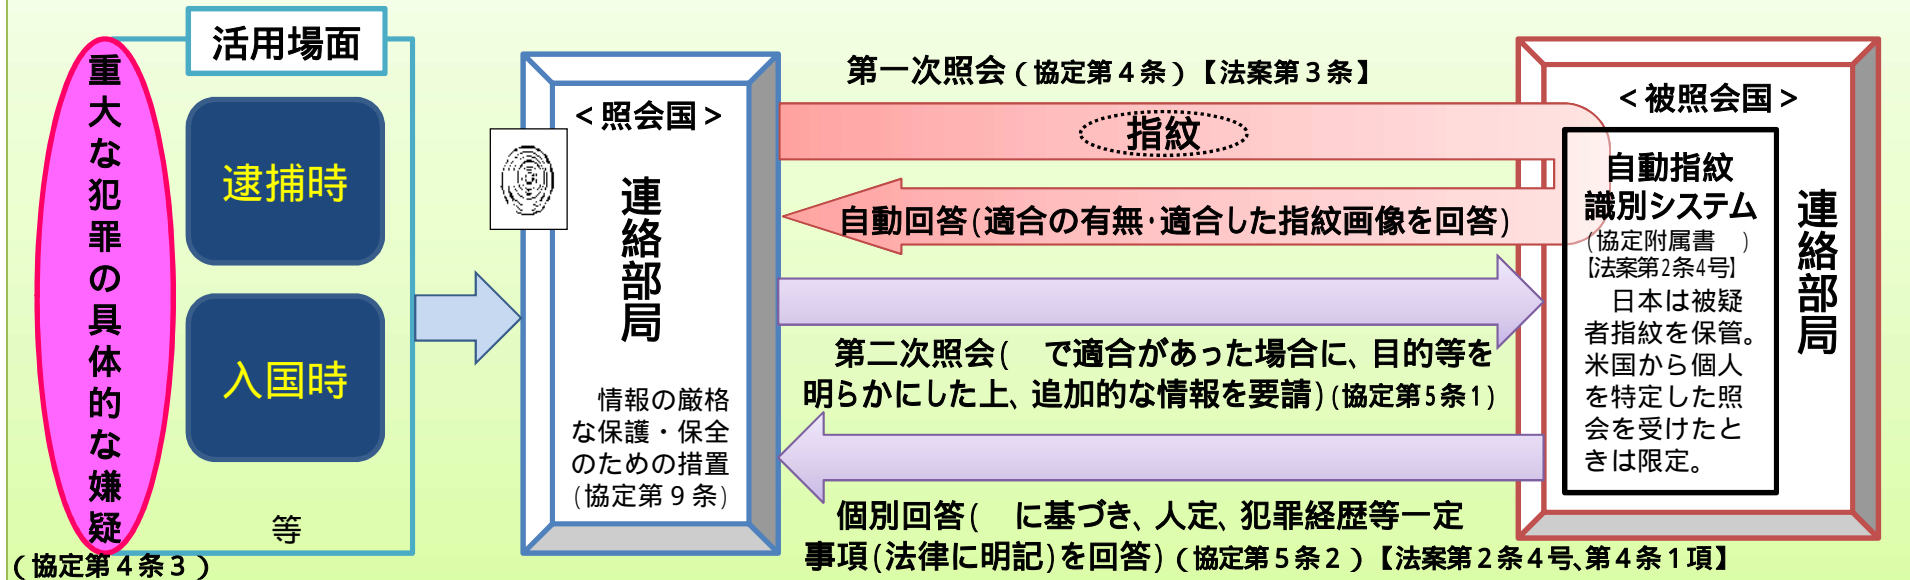 活用場面
重大な犯罪の具体的な嫌疑
逮捕時
入国時
等
(協定第4条3)
<照会国>
連絡部局
情報の厳格
な保護・保全
のための措置
(協定第9条)
第一次照会(協定第4条)【法案第3条】
指紋
自動回答(適合の有無・適合した指紋画像を回答)
第二次照会(　で適合があった場合に、目的等を
明らかにした上、追加的な情報を要請)(協定第5条1)
個別回答(　に基づき、人定、犯罪経歴等一定
事項(法律に明記)を回答)(協定第5条2)【法案第2条4号、第4条1項】
<被照会国>
自動指紋
識別システム
(協定附属書　)
【法案第2条4号】
日本は被疑
者指紋を保管。
米国から個人
を特定した照
会を受けたと
きは限定。
連絡部局